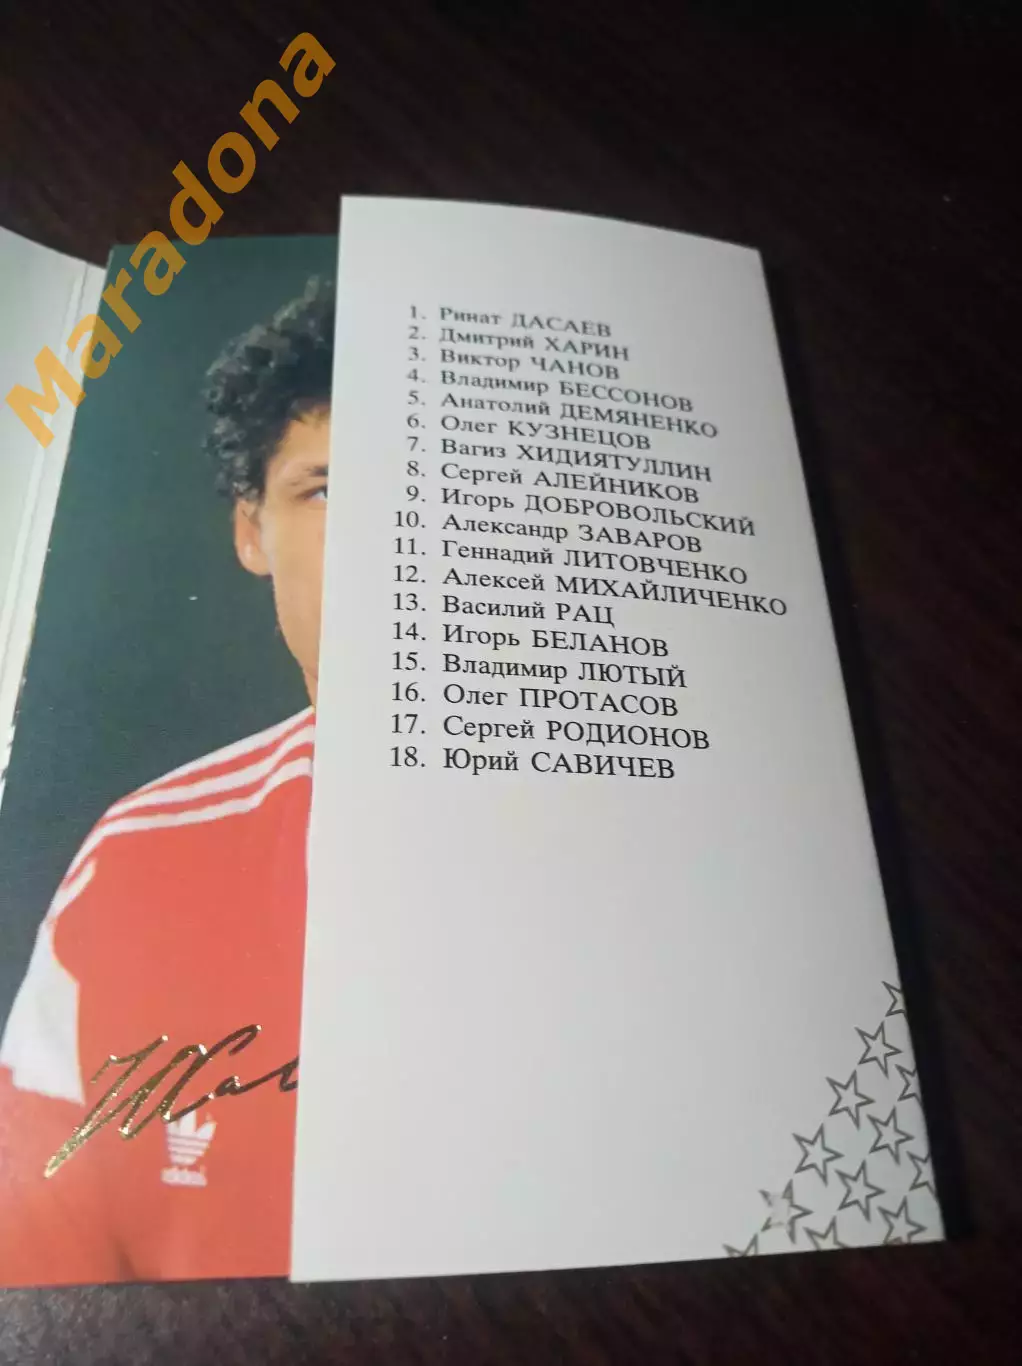 Maradona
1. Ринат ДАСАЕВ
2. Дмитрий ХАРИН
3. Виктор ЧАНОВ
4. Владимир БЕССОНОВ
5. Анатолий ДЕМЯНЕНКО
6. Олег КУЗНЕЦОВ
7. Вагиз ХИДИЯТУЛЛИН
8. Сергей АЛЕЙНИКОВ
9. Игорь ДОБРОВОЛЬСКИЙ
10. Александр ЗАВАРОВ
11. Геннадий ЛИТОВЧЕНКО
12. Алексей МИХАЙЛИЧЕНКО
13. Василий РАЦ
14. Игорь БЕЛАНОВ
15. Владимир ЛЮТЫЙ
16. Олег ПРОТАСОВ
17. Сергей РОДИОНОВ
18. Юрий САВИЧЕВ
adidas